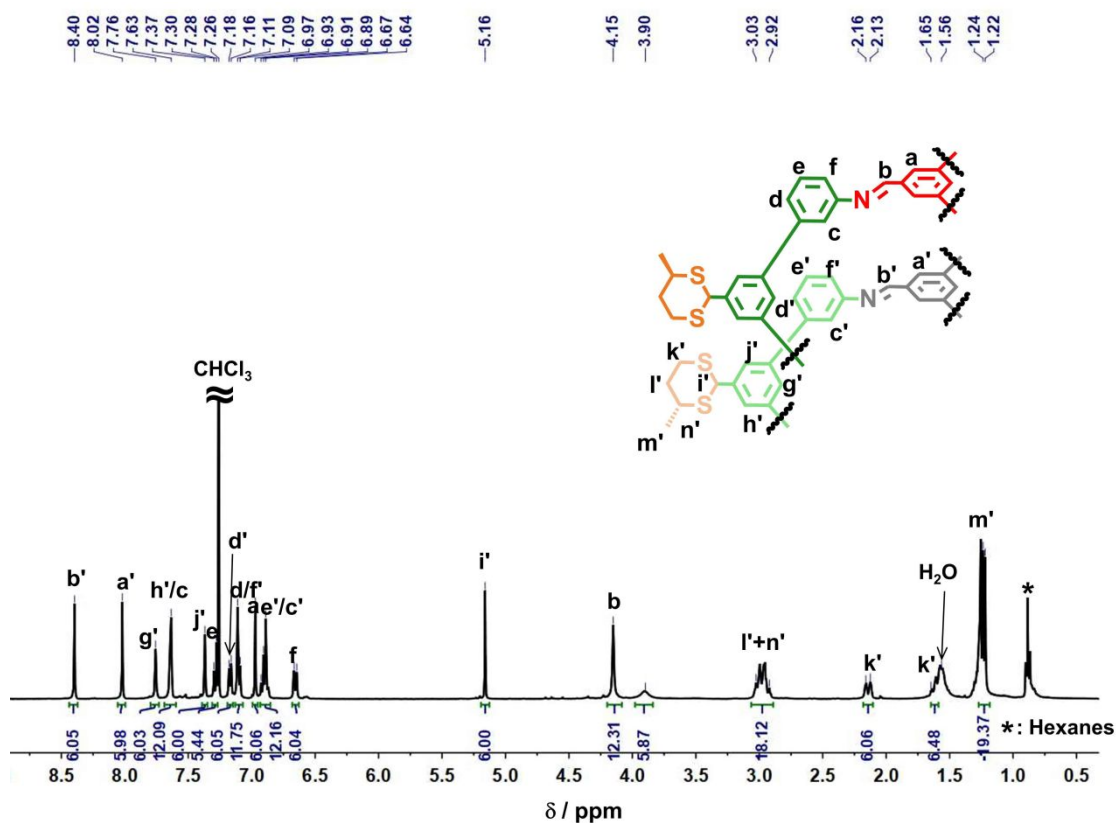 8.40
8.02
7.76
7.63
7.37
7.30
7.28
7.26
7.18
7.16
7.11
7.09
6.97
6.93
6.91
6.89
6.67
6.64
5.16
4.15
3.90
3.03
2.92
2.16
2.13
1.65
1.56
1.24
1.22
e f b a
d N
c
S e' f' b' a'
S d' N
c'
k' j'
S
l' i' g'
S
h'
m' n'
CHCl3
b' a' g' h'/c j' e d' d/f' a e'/c' f
i' b l'+n' k' k' H2O m' *
6.05
5.98
6.03
12.09
6.00
5.44
6.05
11.75
6.06
12.16
6.04
6.00
12.31
5.87
18.12
6.06
6.48
19.37
*: Hexanes
8.5 8.0 7.5 7.0 6.5 6.0 5.5 5.0 4.5 4.0 3.5 3.0 2.5 2.0 1.5 1.0 0.5
δ / ppm